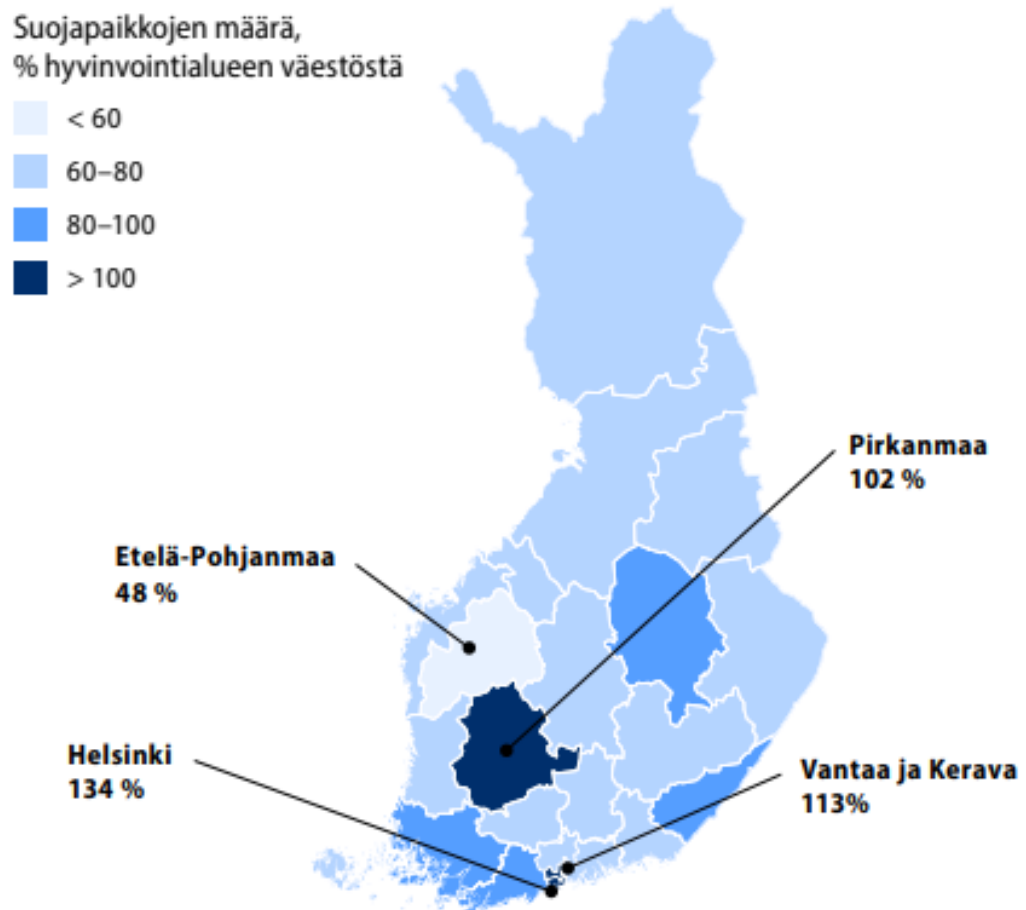 Suojapaikkojen määrä,
% hyvinvointialueen väestöstä
< 60
60–80
80–100
> 100
Pirkanmaa
102 %
Etelä-Pohjanmaa
48 %
Helsinki
134 %
Vantaa ja Kerava
113%